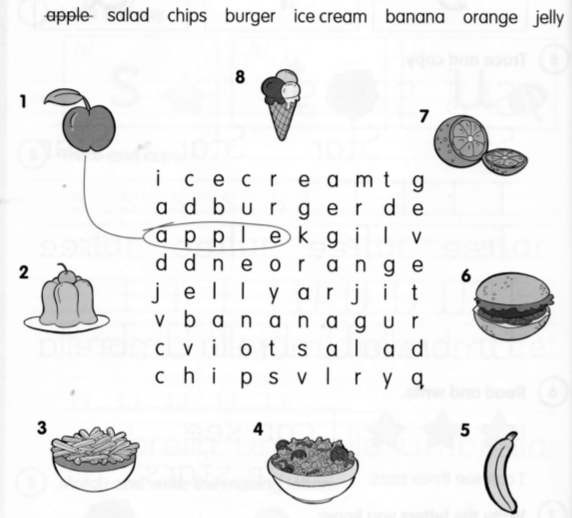 apple salad chips burger ice cream banana orange jelly
8
1
7
i c e c r e a m t g
a d b u r g e r d e
a p p l e k g i l v
d d n e o r a n g e
2
6
j e l l y p r j i t
v b a n a n a g u r
c v i o t s a l a d
c h i p s v l r y q
3
4
5